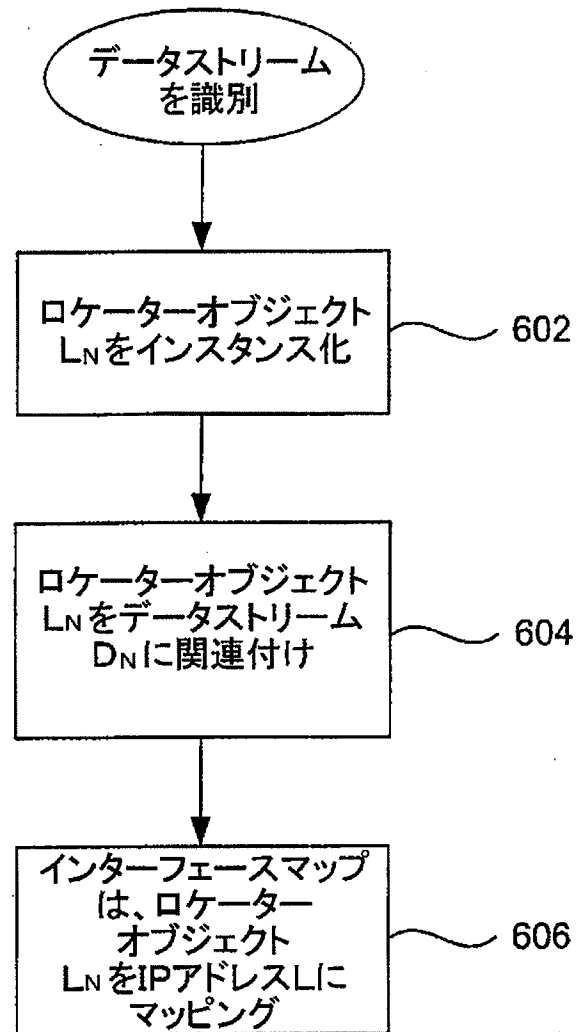 データストリーム
を識別
ロケーターオブジェクト
LNをインスタンス化
602
ロケーターオブジェクト
LNをデータストリーム
DNに関連付け
604
インターフェースマップ
は、ロケーター
オブジェクト
LNをIPアドレスLに
マッピング
606